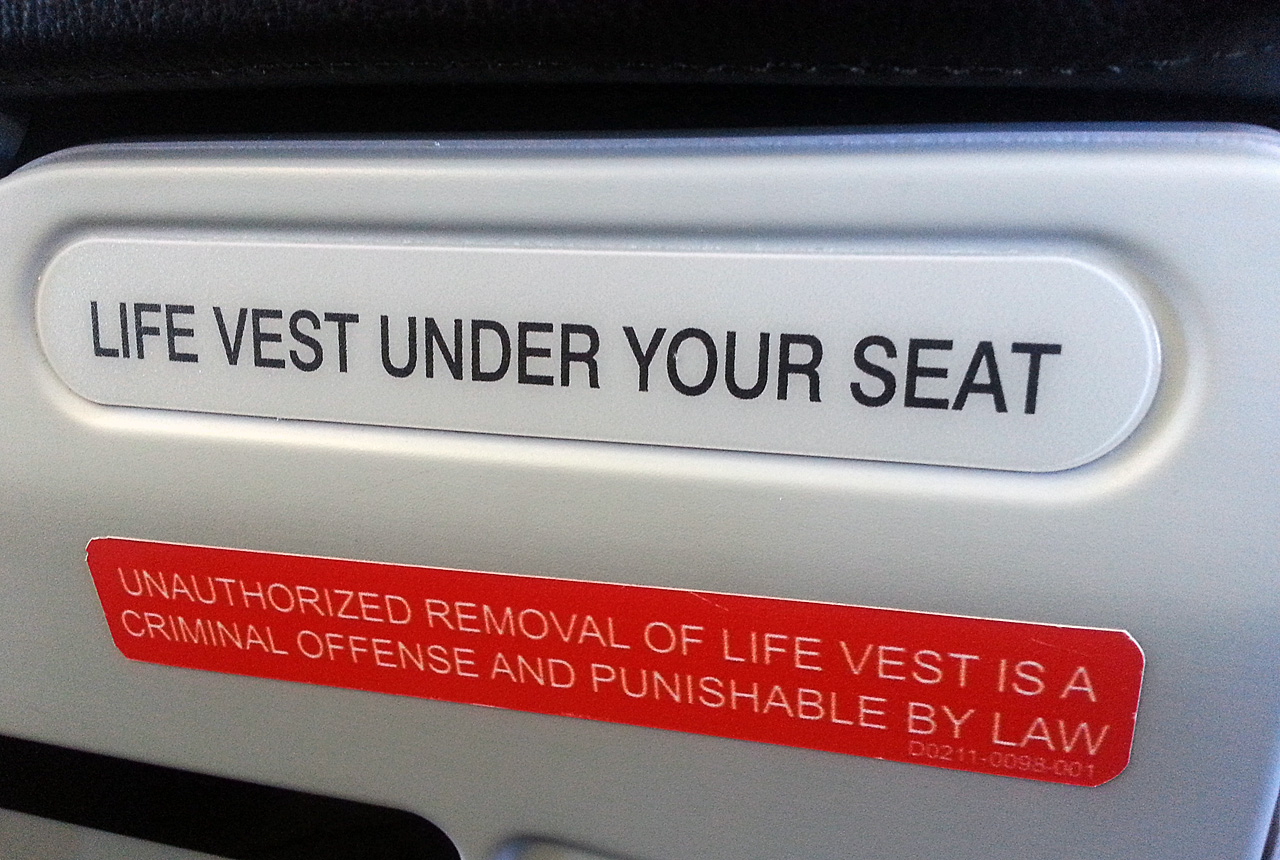 LIFE VEST UNDER YOUR SEAT
UNAUTHORIZED REMOVAL OF LIFE VEST IS A
CRIMINAL OFFENSE AND PUNISHABLE BY LAW
D0211-0098-001